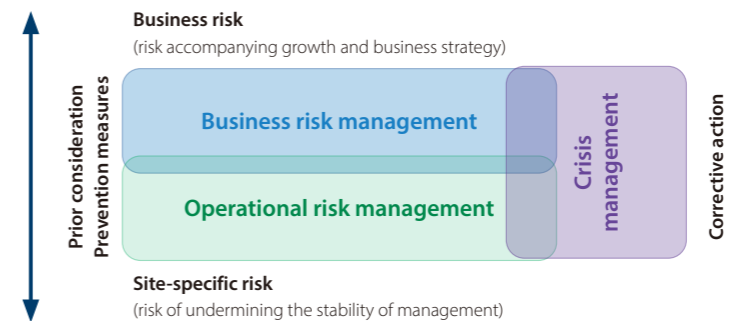 Business risk
(risk accompanying growth and business strategy)
Prior consideration
Prevention measures
Business risk management
Operational risk management
Crisis
management
Corrective action
Site-specific risk
(risk of undermining the stability of management)